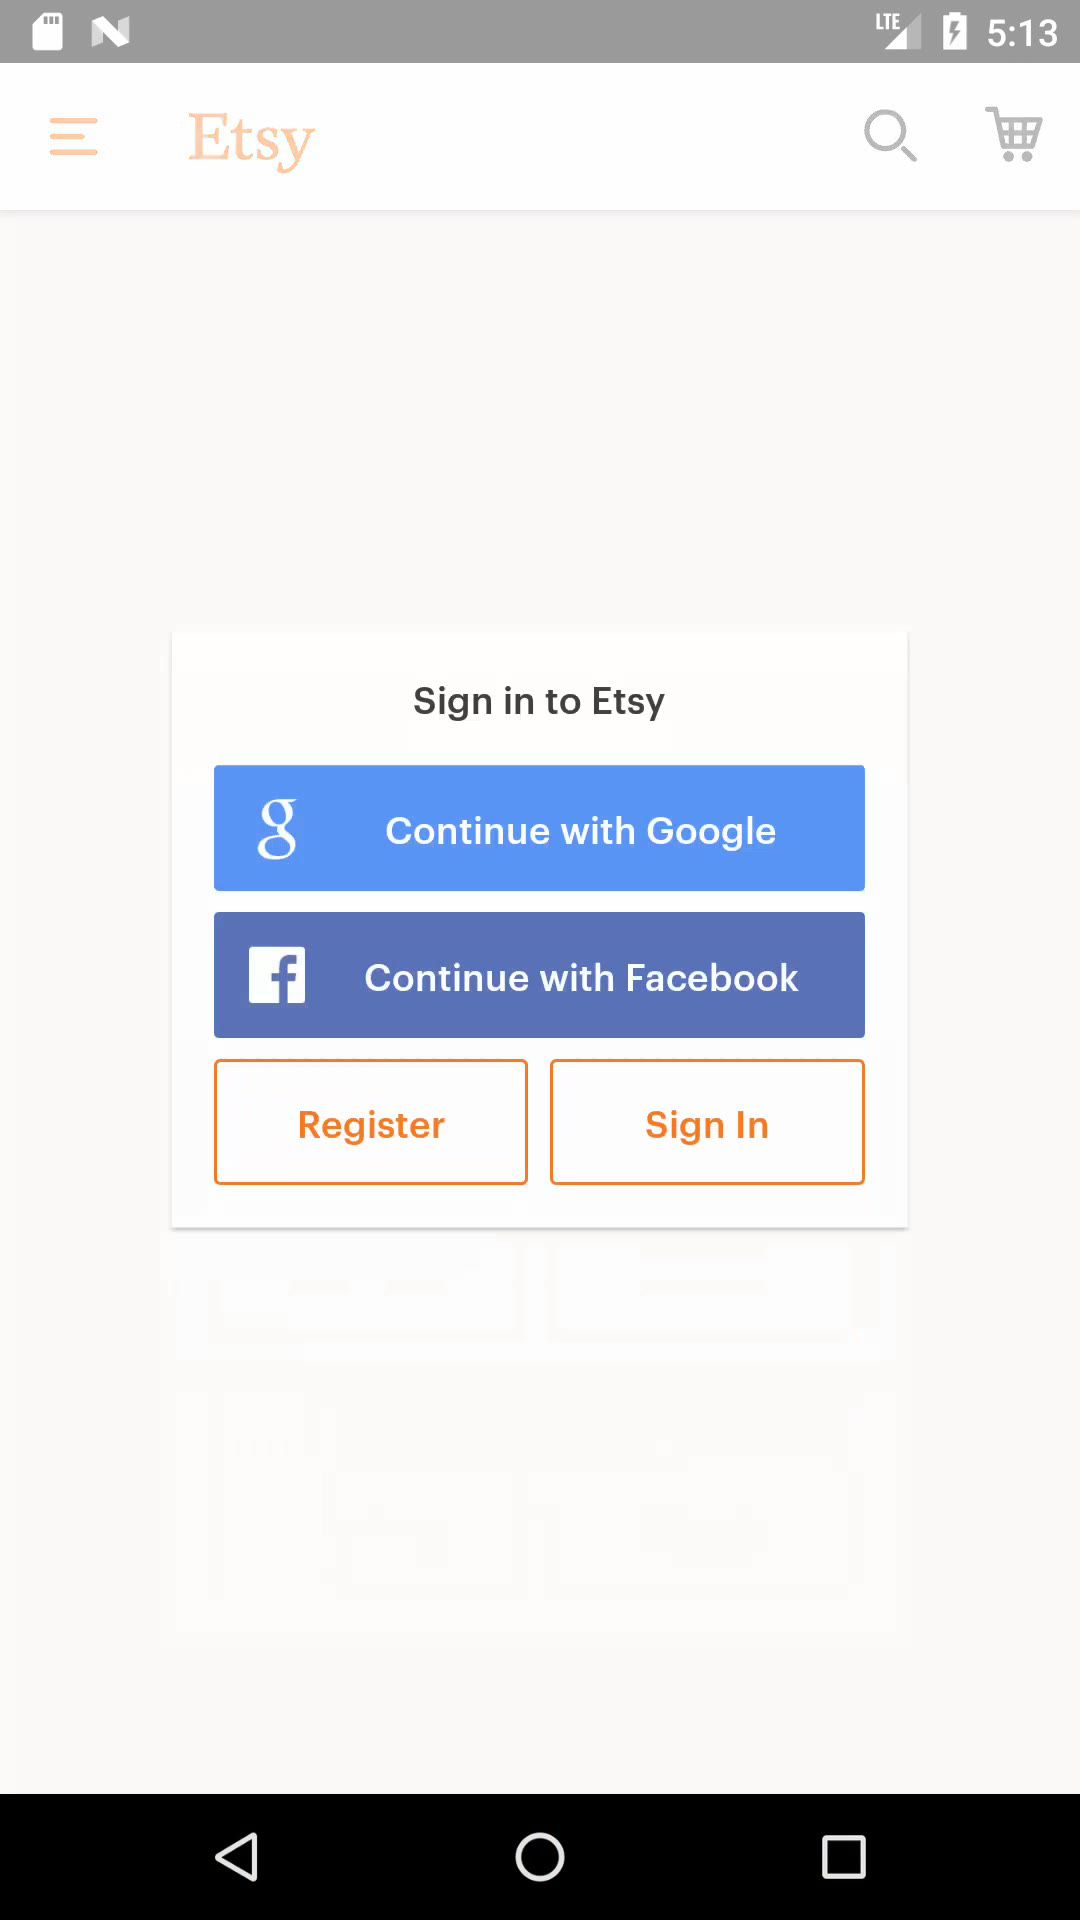 LTE 5:13
Etsy
Sign in to Etsy
Continue with Google
Continue with Facebook
Register
Sign In